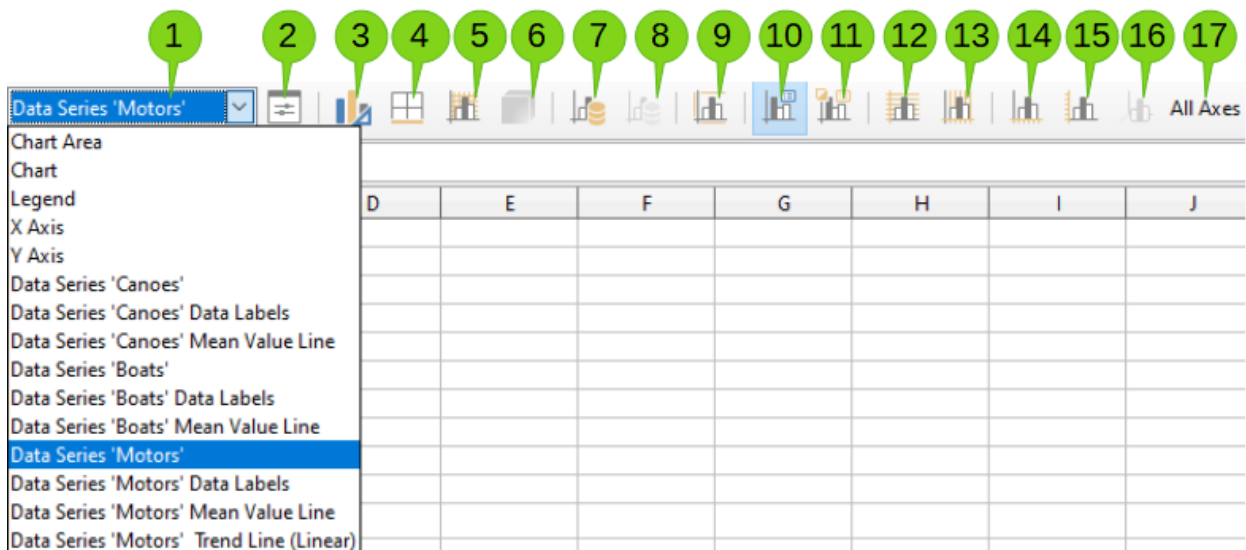 1 2 3 4 5 6 7 8 9 10 11 12 13 14 15 16 17
Data Series 'Motors' All Axes
Chart Area
Chart
Legend
D E F G H I J
X Axis
Y Axis
Data Series 'Canoes'
Data Series 'Canoes' Data Labels
Data Series 'Canoes' Mean Value Line
Data Series 'Boats'
Data Series 'Boats' Data Labels
Data Series 'Boats' Mean Value Line
Data Series 'Motors'
Data Series 'Motors' Data Labels
Data Series 'Motors' Mean Value Line
Data Series 'Motors'  Trend Line (Linear)